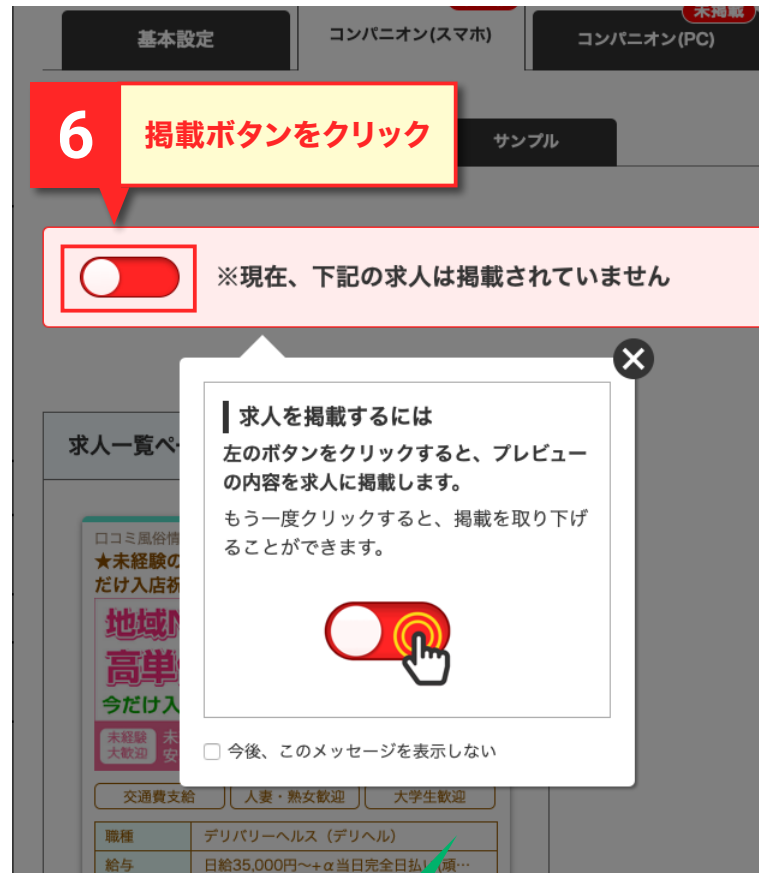 未掲載
基本設定
コンパニオン(スマホ)
コンパニオン(PC)
6
掲載ボタンをクリック
サンプル
※現在、下記の求人は掲載されていません
求人を掲載するには
左のボタンをクリックすると、プレビュー
の内容を求人に掲載します。
もう一度クリックすると、掲載を取り下げ
ることができます。
今後、このメッセージを表示しない
求人一覧ペ
口コミ風俗情
★未経験の
だけ入店祝
地域N
高単
今だけ入
未経験
大歓迎
未
安
交通費支給
人妻・熟女歓迎
大学生歓迎
職種
デリバリーヘルス（デリヘル）
給与
日給35,000円〜+α当日完全日払い(頑…